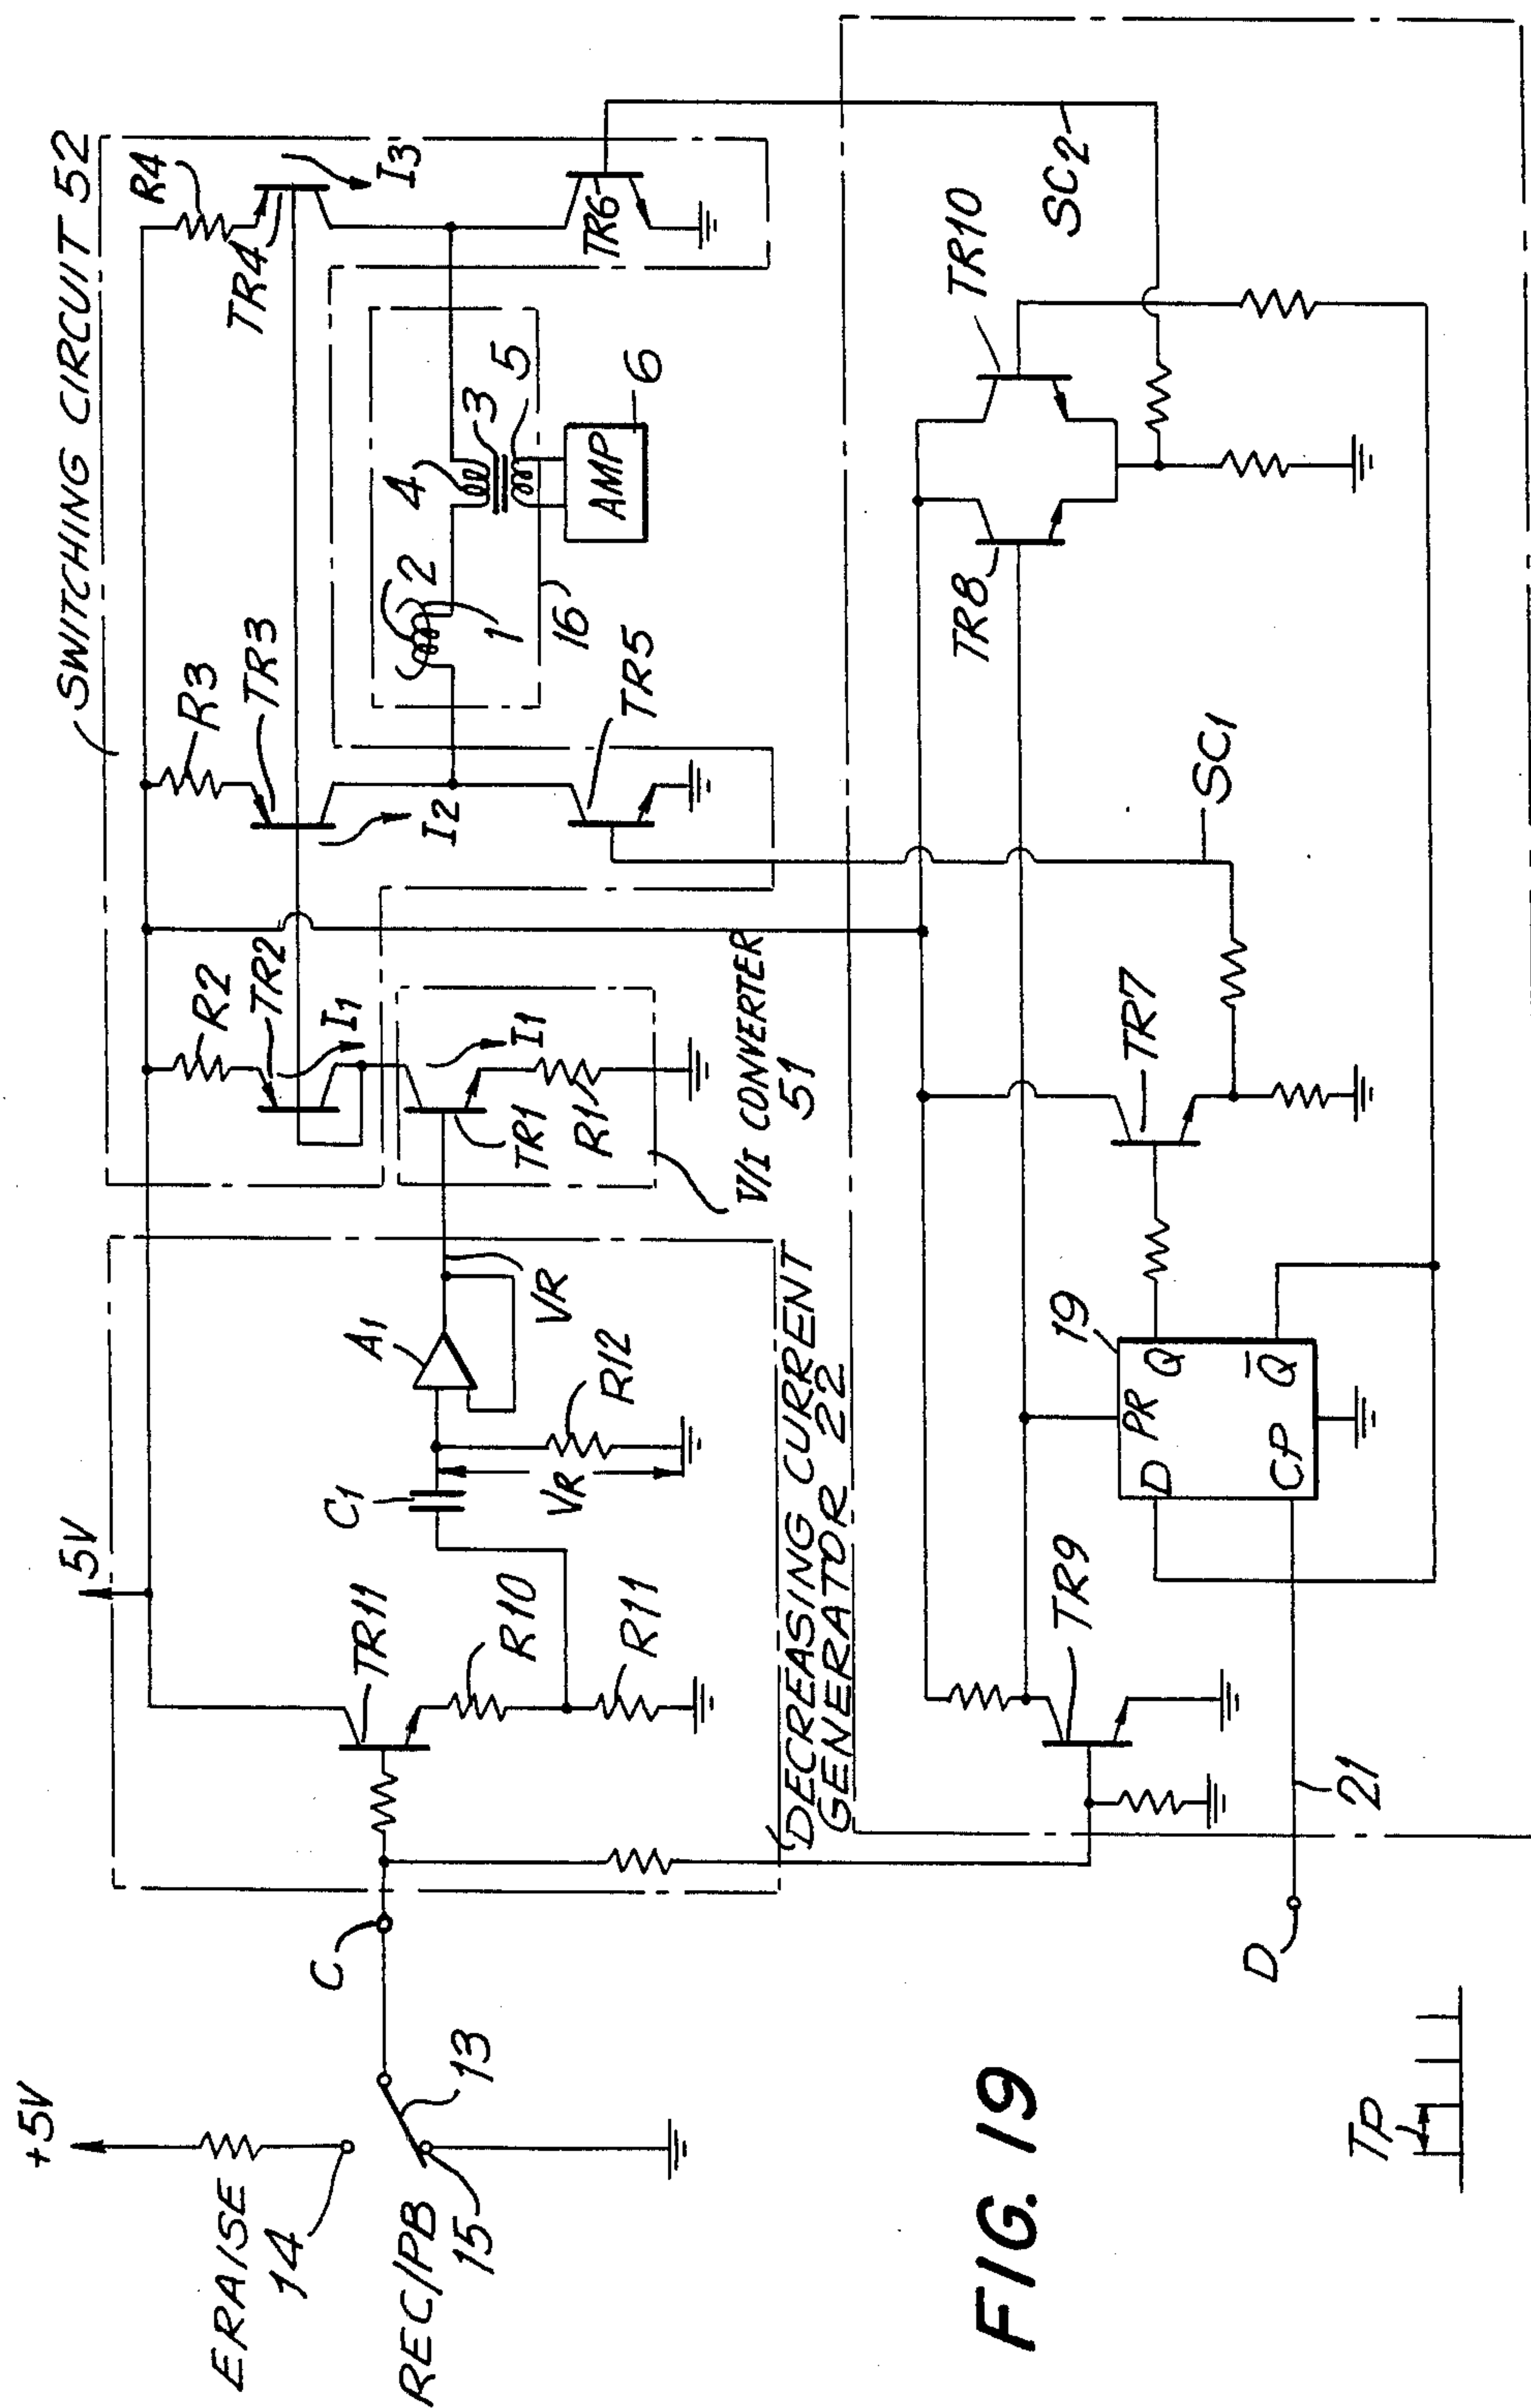 SWITCHING CIRCUIT 52
+5V
5V
ERAISE
14
REC/PB
15
13
C
TR11
R10
R11
C1
VR
A1
R12
VR
DECREASING CURRENT
GENERATOR 22
R2
TR2
I1
I1
TR1
R1
V/I CONVERTER
51
R3
TR3
I2
TR5
R4
TR4
I3
TR6
2
1
4
3
5
16
AMP
6
D
21
TR9
19
D
PR
Q
CP
Q̅
TR7
SC1
TR8
TR10
SC2
TP
FIG. 19